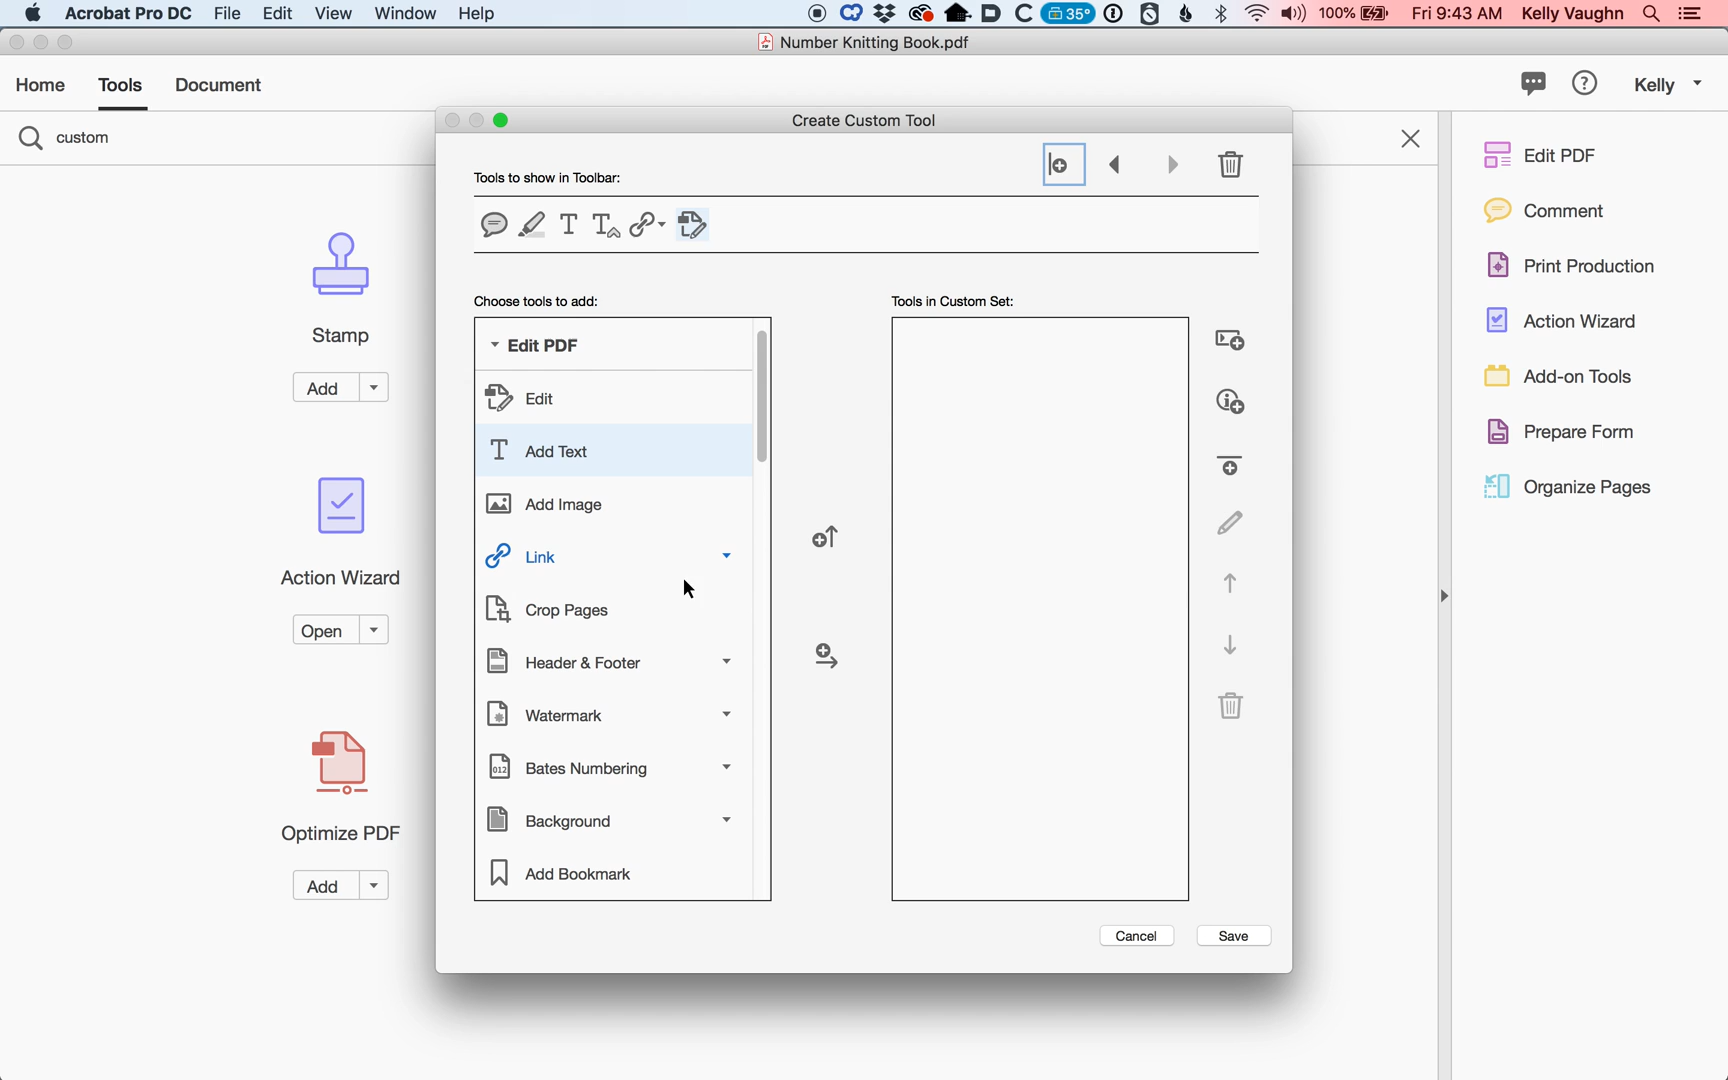 Acrobat Pro DC File Edit View Window Help 35° 100% Fri 9:43 AM Kelly Vaughn
Number Knitting Book.pdf
Home Tools Document Kelly
custom
Create Custom Tool
Tools to show in Toolbar:
Choose tools to add:
Tools in Custom Set:
Edit PDF
Edit
Add Text
Add Image
Link
Crop Pages
Header & Footer
Watermark
012
Bates Numbering
Background
Add Bookmark
Cancel
Save
Stamp
Add
Action Wizard
Open
Optimize PDF
Add
Edit PDF
Comment
Print Production
Action Wizard
Add-on Tools
Prepare Form
Organize Pages